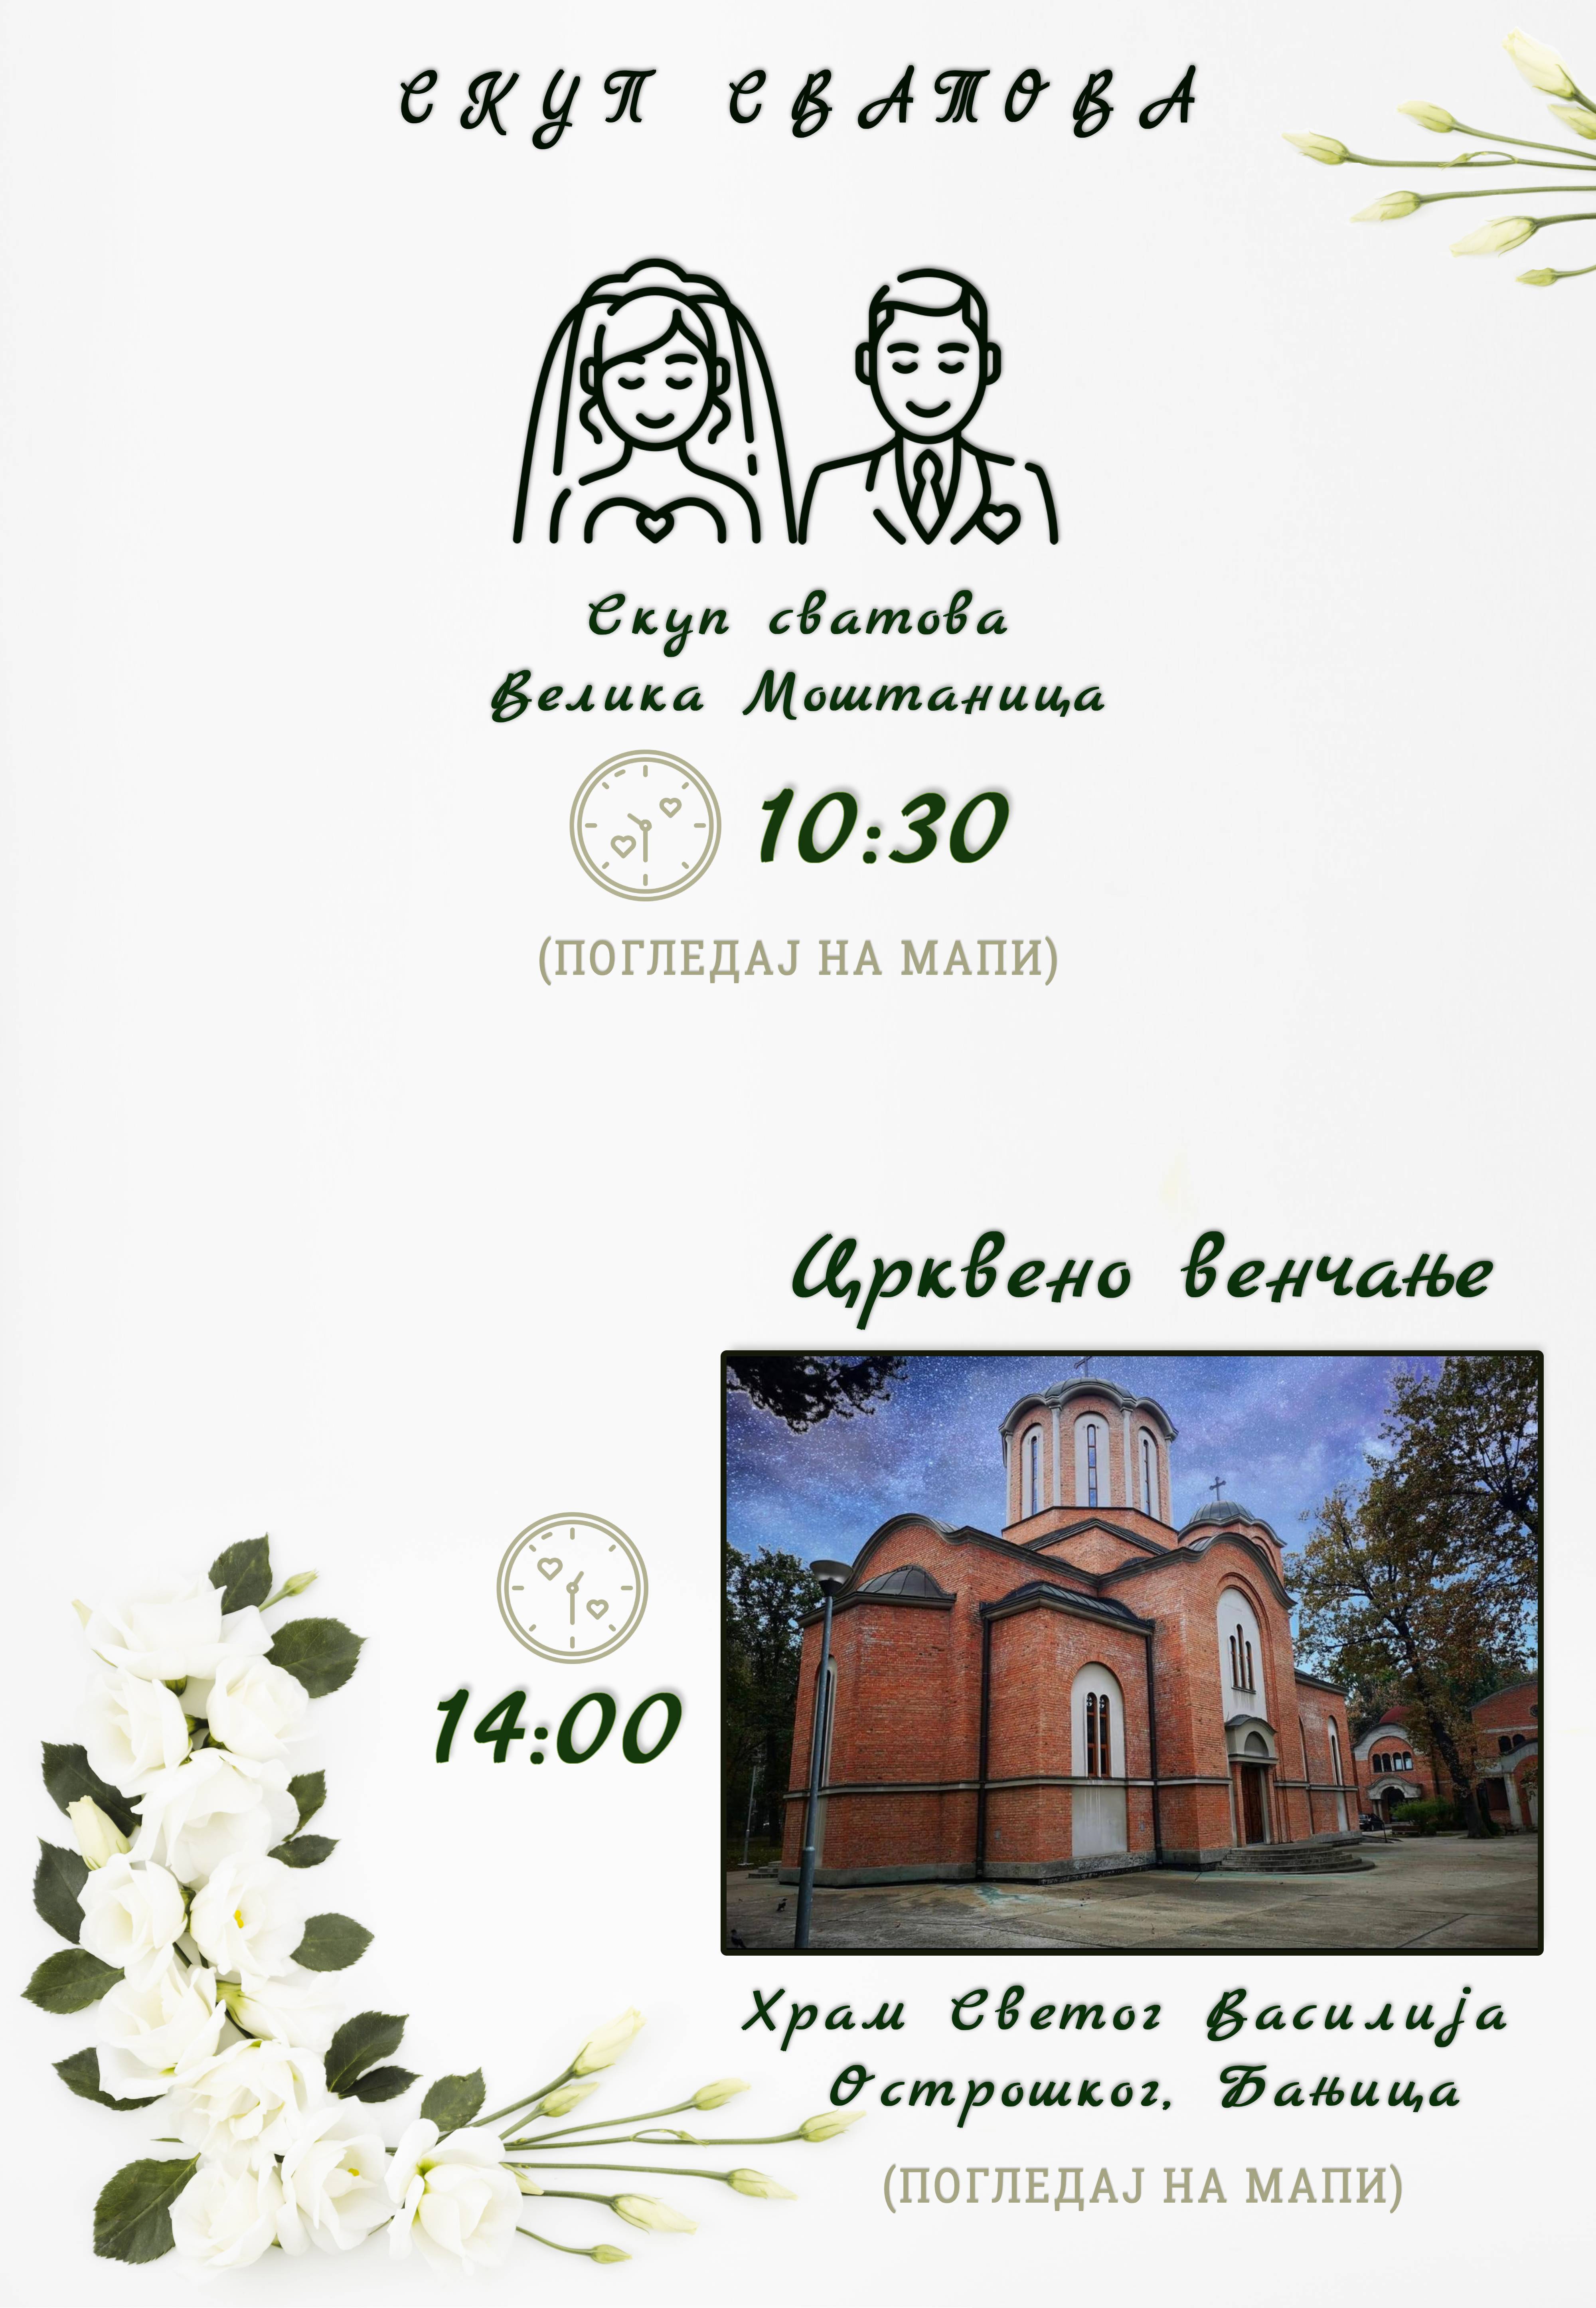 СКУП СВАТОВА
Скуп сватова
Велика Моштаница
10:30
(ПОГЛЕДАЈ НА МАПИ)
Црквено венчање
14:00
Храм Светог Василија
Острошког, Бањица
(ПОГЛЕДАЈ НА МАПИ)